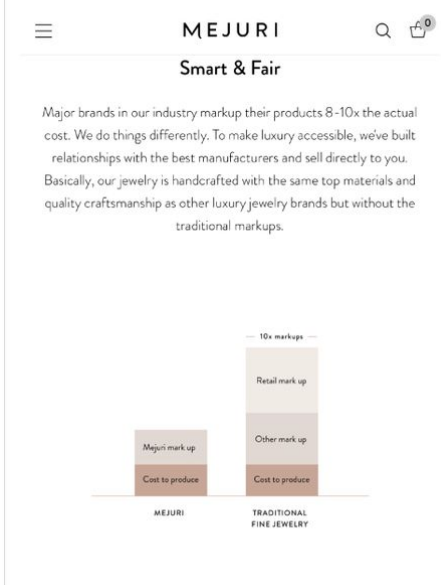 MEJURI
0
Smart & Fair
Major brands in our industry markup their products 8-10x the actual
cost. We do things differently. To make luxury accessible, we've built
relationships with the best manufacturers and sell directly to you.
Basically, our jewelry is handcrafted with the same top materials and
quality craftsmanship as other luxury jewelry brands but without the
traditional markups.
10x markups
Retail mark up
Other mark up
Cost to produce
Mejuri mark up
Cost to produce
MEJURI
TRADITIONAL
FINE JEWELRY